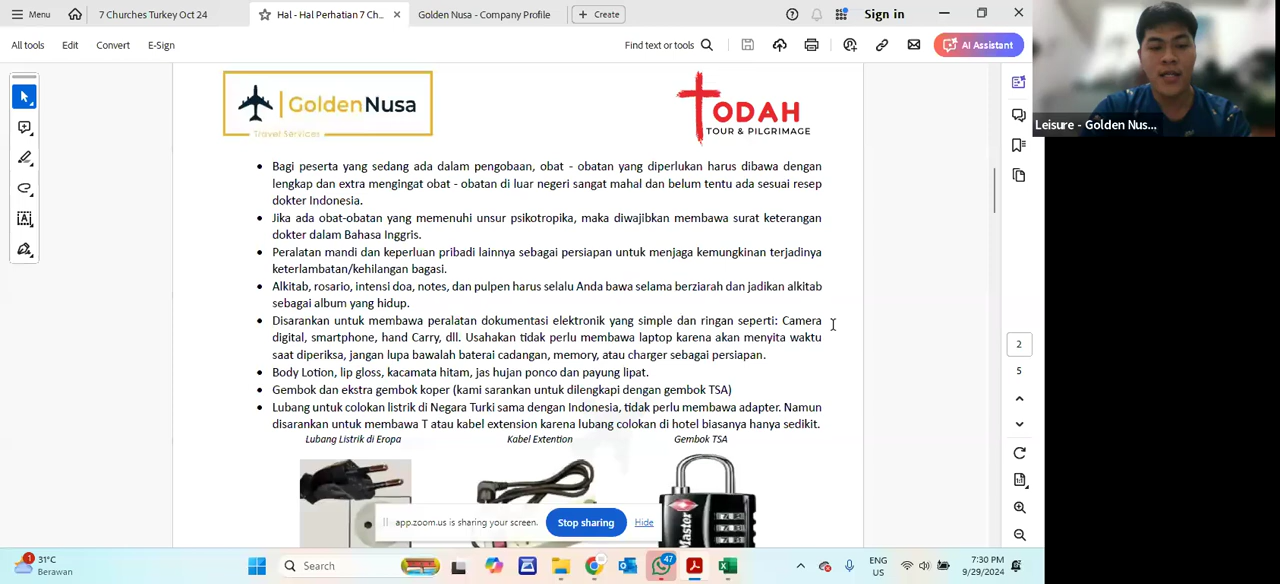 Menu
7 Churches Turkey Oct 24
Hal - Hal Perhatian 7 Ch...
Golden Nusa - Company Profile
Create
Sign in
All tools
Edit
Convert
E-Sign
Find text or tools
AI Assistant
GoldenNusa
Travel Services
TODAH
TOUR & PILGRIMAGE
Leisure - Golden Nus...
• Bagi peserta yang sedang ada dalam pengobaan, obat - obatan yang diperlukan harus dibawa dengan
lengkap dan extra mengingat obat - obatan di luar negeri sangat mahal dan belum tentu ada sesuai resep
dokter Indonesia.
• Jika ada obat-obatan yang memenuhi unsur psikotropika, maka diwajibkan membawa surat keterangan
dokter dalam Bahasa Inggris.
• Peralatan mandi dan keperluan pribadi lainnya sebagai persiapan untuk menjaga kemungkinan terjadinya
keterlambatan/kehilangan bagasi.
• Alkitab, rosario, intensi doa, notes, dan pulpen harus selalu Anda bawa selama berziarah dan jadikan alkitab
sebagai album yang hidup.
• Disarankan untuk membawa peralatan dokumentasi elektronik yang simple dan ringan seperti: Camera
digital, smartphone, hand Carry, dll. Usahakan tidak perlu membawa laptop karena akan menyita waktu
saat diperiksa, jangan lupa bawalah baterai cadangan, memory, atau charger sebagai persiapan.
• Body Lotion, lip gloss, kacamata hitam, jas hujan ponco dan payung lipat.
• Gembok dan ekstra gembok koper (kami sarankan untuk dilengkapi dengan gembok TSA)
• Lubang untuk colokan listrik di Negara Turki sama dengan Indonesia, tidak perlu membawa adapter. Namun
disarankan untuk membawa T atau kabel extension karena lubang colokan di hotel biasanya hanya sedikit.
Lubang Listrik di Eropa
Kabel Extention
Gembok TSA
Master
2
5
app.zoom.us is sharing your screen.
Stop sharing
Hide
1
31°C
Berawan
Search
47
ENG
US
7:30 PM
9/29/2024